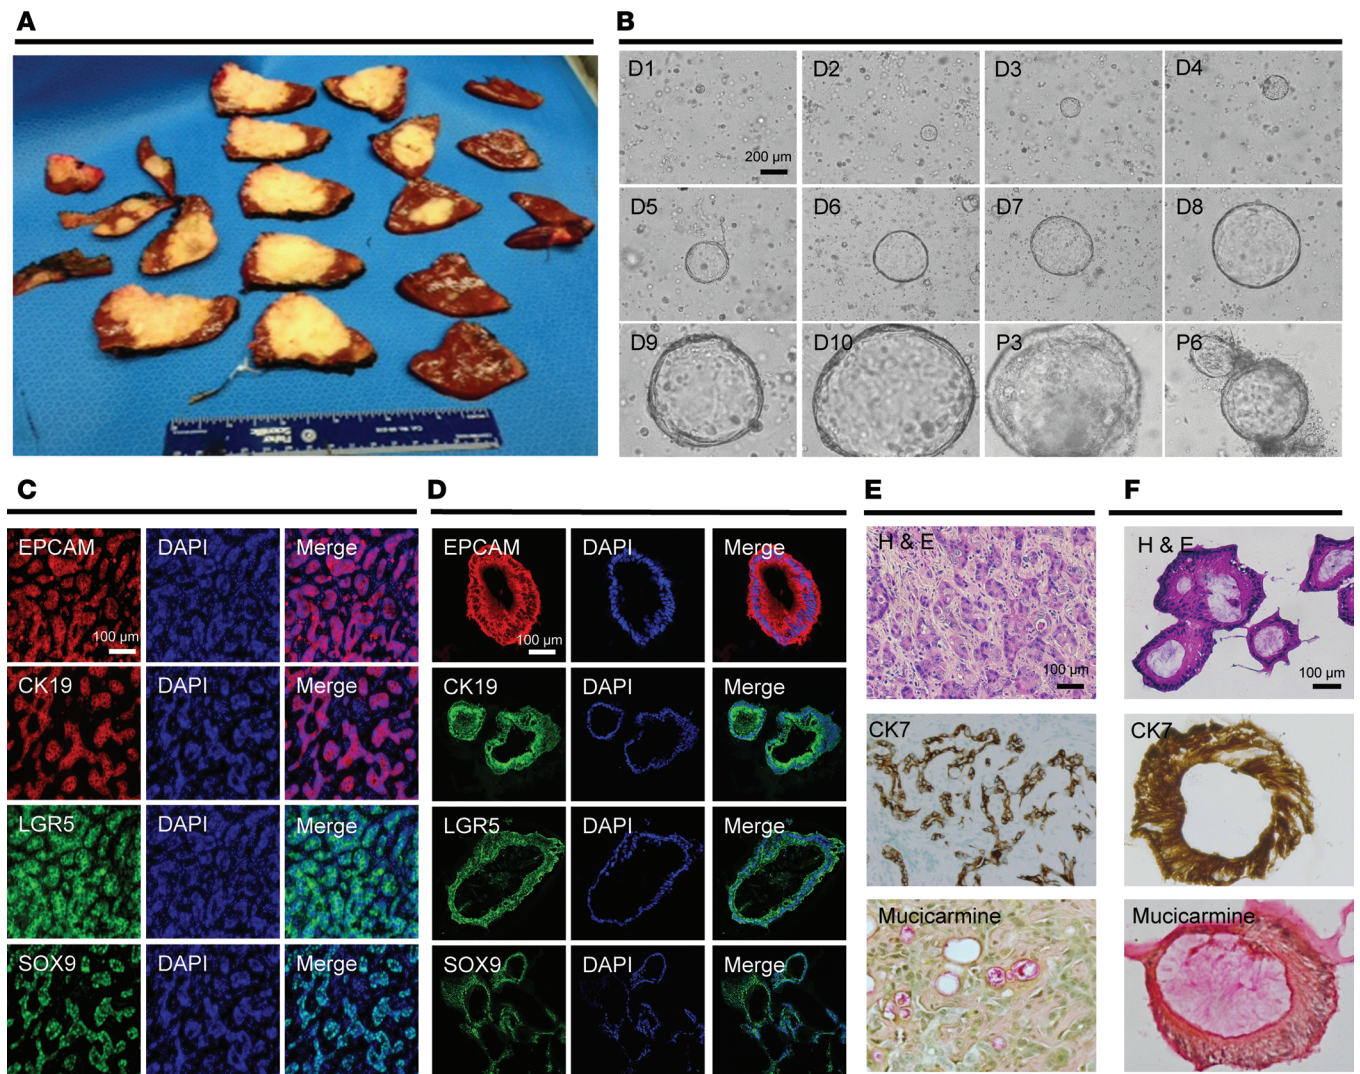 A
B
D1
D2
D3
D4
200 µm
D5
D6
D7
D8
D9
D10
P3
P6
Fisher
Scientific
C
D
E
F
EPCAM
DAPI
Merge
100 µm
CK19
DAPI
Merge
LGR5
DAPI
Merge
SOX9
DAPI
Merge
EPCAM
DAPI
Merge
100 µm
CK19
DAPI
Merge
LGR5
DAPI
Merge
SOX9
DAPI
Merge
H & E
100 µm
CK7
Mucicarmine
H & E
100 µm
CK7
Mucicarmine